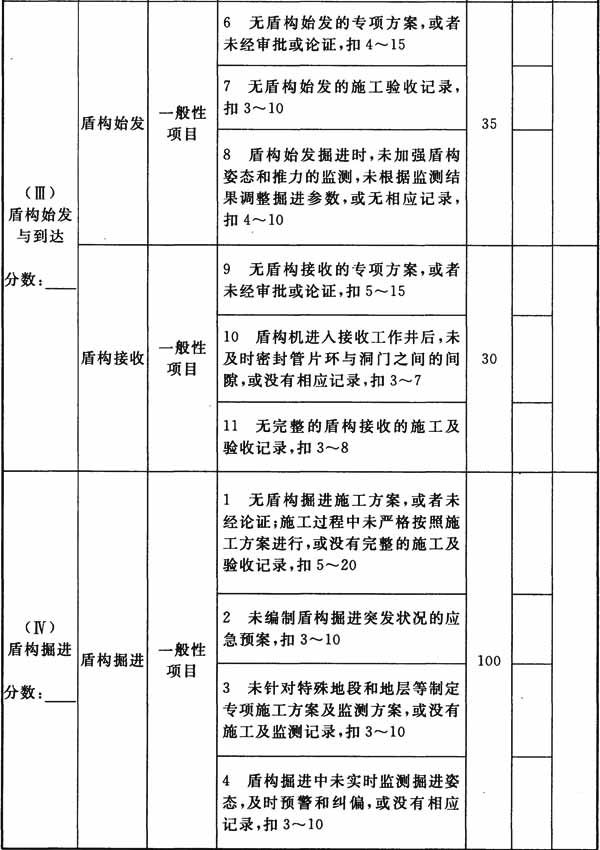 6 无盾构始发的专项方案,或者
未经审批或论证,扣4～15
7 无盾构始发的施工验收记录,
扣3～10
8 盾构始发掘进时,未加强盾构
姿态和推力的监测,未根据监测结
果调整掘进参数,或无相应记录,
扣4～10
盾构始发
一般性
项目
35
(Ⅲ)
盾构始发
与到达
分数:____
9 无盾构接收的专项方案,或者
未经审批或论证,扣5～15
10 盾构机进入接收工作井后,未
及时密封管片环与洞门之间的间
隙,或没有相应记录,扣3～7
11 无完整的盾构接收的施工及
验收记录,扣3～8
盾构接收
一般性
项目
30
1 无盾构掘进施工方案,或者未
经论证;施工过程中未严格按照施
工方案进行,或没有完整的施工及
验收记录,扣5～20
2 未编制盾构掘进突发状况的应
急预案,扣3～10
3 未针对特殊地段和地层等制定
专项施工方案及监测方案,或没有
施工及监测记录,扣3～10
4 盾构掘进中未实时监测掘进姿
态,及时预警和纠偏,或没有相应
记录,扣3～10
(Ⅳ)
盾构掘进
分数:____
盾构掘进
一般性
项目
100